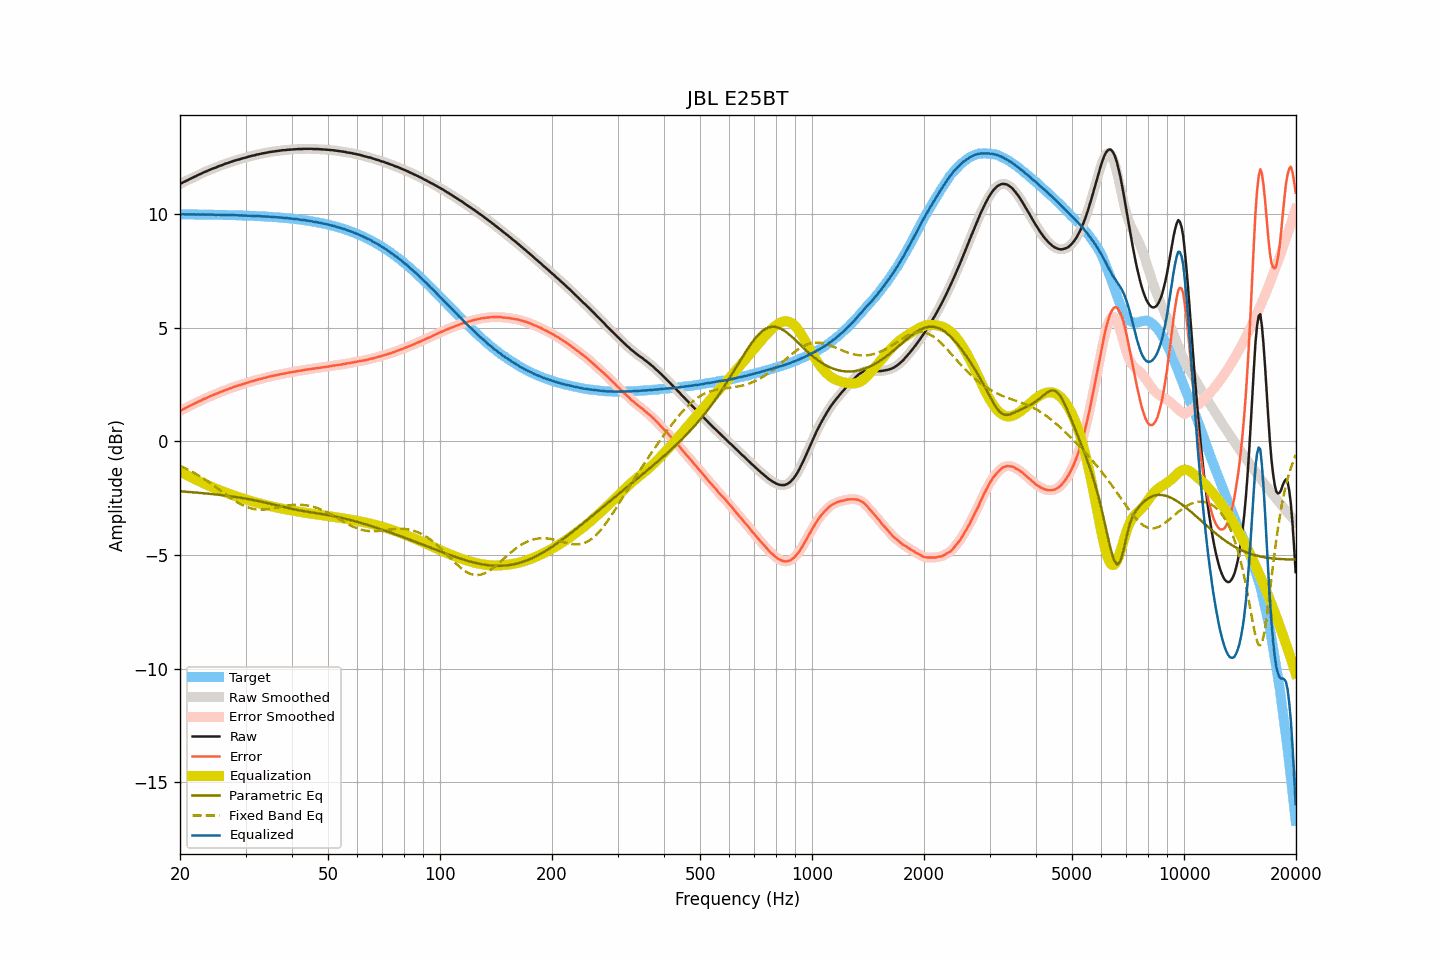 JBL E25BT
Amplitude (dBr)
10
5
0
−5
−10
−15
Target
Raw Smoothed
Error Smoothed
Raw
Error
Equalization
Parametric Eq
Fixed Band Eq
Equalized
20 50 100 200 500 1000 2000 5000 10000 20000
Frequency (Hz)